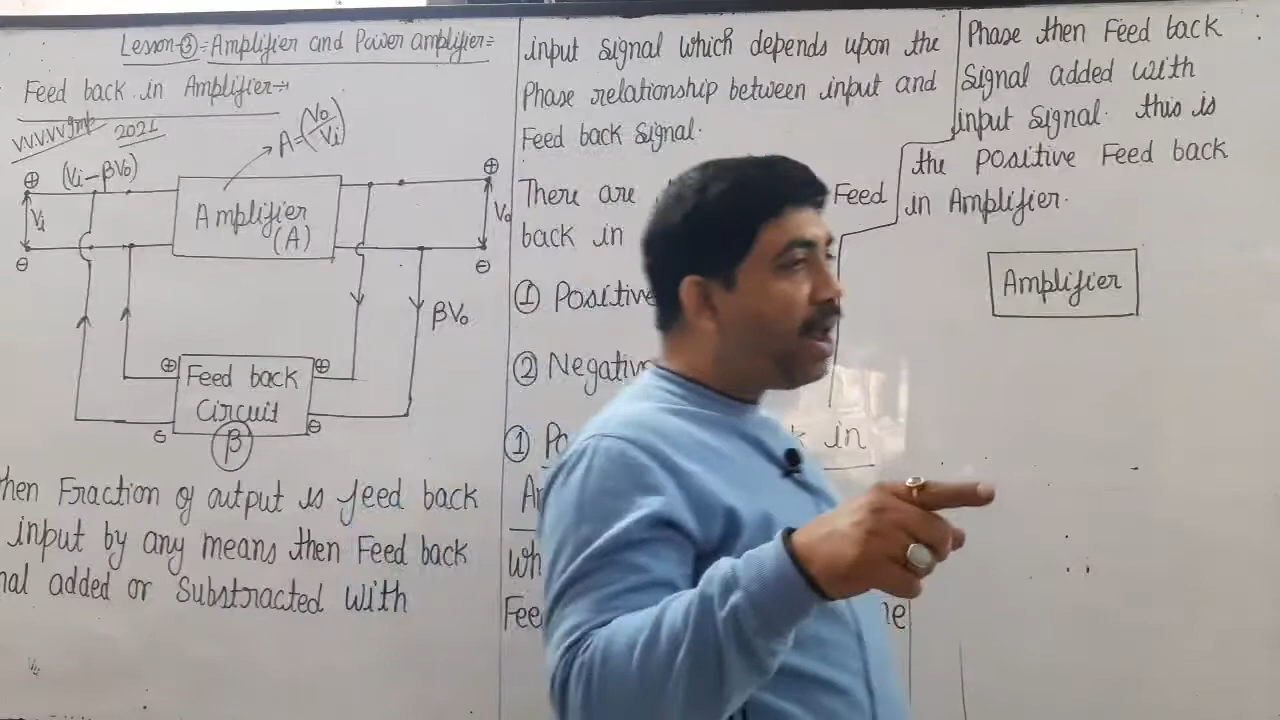 Lesson-③=Amplifier and Power amplifier=
Feed back in Amplifier→
VVVVVgmp 2021
A=(Vo/Vi)
(Vi-βVo)
⊕
⊕
Vi
Amplifier
(A)
Vo
⊖
⊖
βVo
⊕ Feed back ⊕
Circuit
⊖ ⊖
β
hen Fraction of output is feed back
input by any means then Feed back
nal added or Substracted with
input signal which depends upon the
Phase relationship between input and
Feed back Signal.
There are Feed
back in
① Positive
② Negativ
① Po in
A
Wh
Fee he
Phase then Feed back
Signal added with
input Signal. this is
the Positive Feed back
in Amplifier.
Amplifier